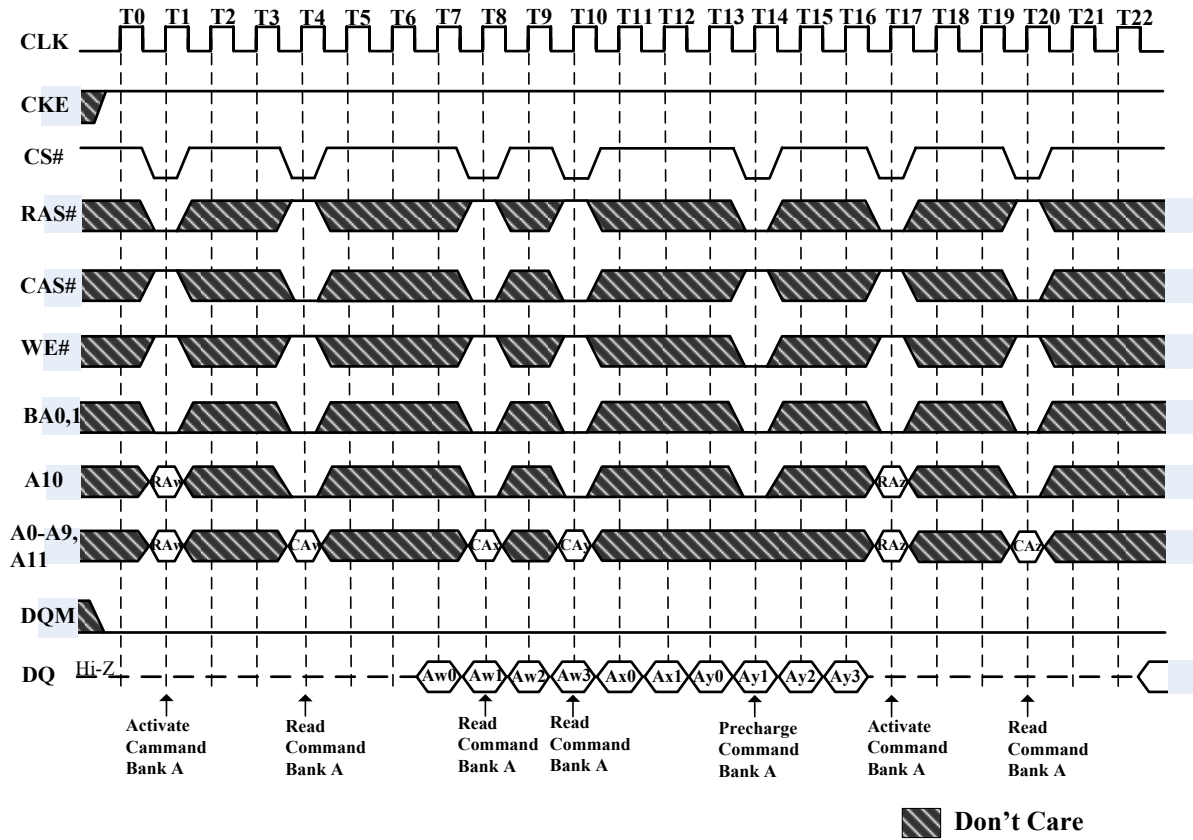 T0 T1 T2 T3 T4 T5 T6 T7 T8 T9 T10 T11 T12 T13 T14 T15 T16 T17 T18 T19 T20 T21 T22
CLK
CKE
CS#
RAS#
CAS#
WE#
BA0,1
A10
RAw RAz
A0-A9,
A11
RAw CAw CAx CAy RAz CAz
DQM
DQ
Hi-Z
Aw0 Aw1 Aw2 Aw3 Ax0 Ax1 Ay0 Ay1 Ay2 Ay3
Activate
Cammand
Bank A
Read
Command
Bank A
Read
Command
Bank A
Read
Command
Bank A
Precharge
Command
Bank A
Activate
Command
Bank A
Read
Command
Bank A
Don't Care